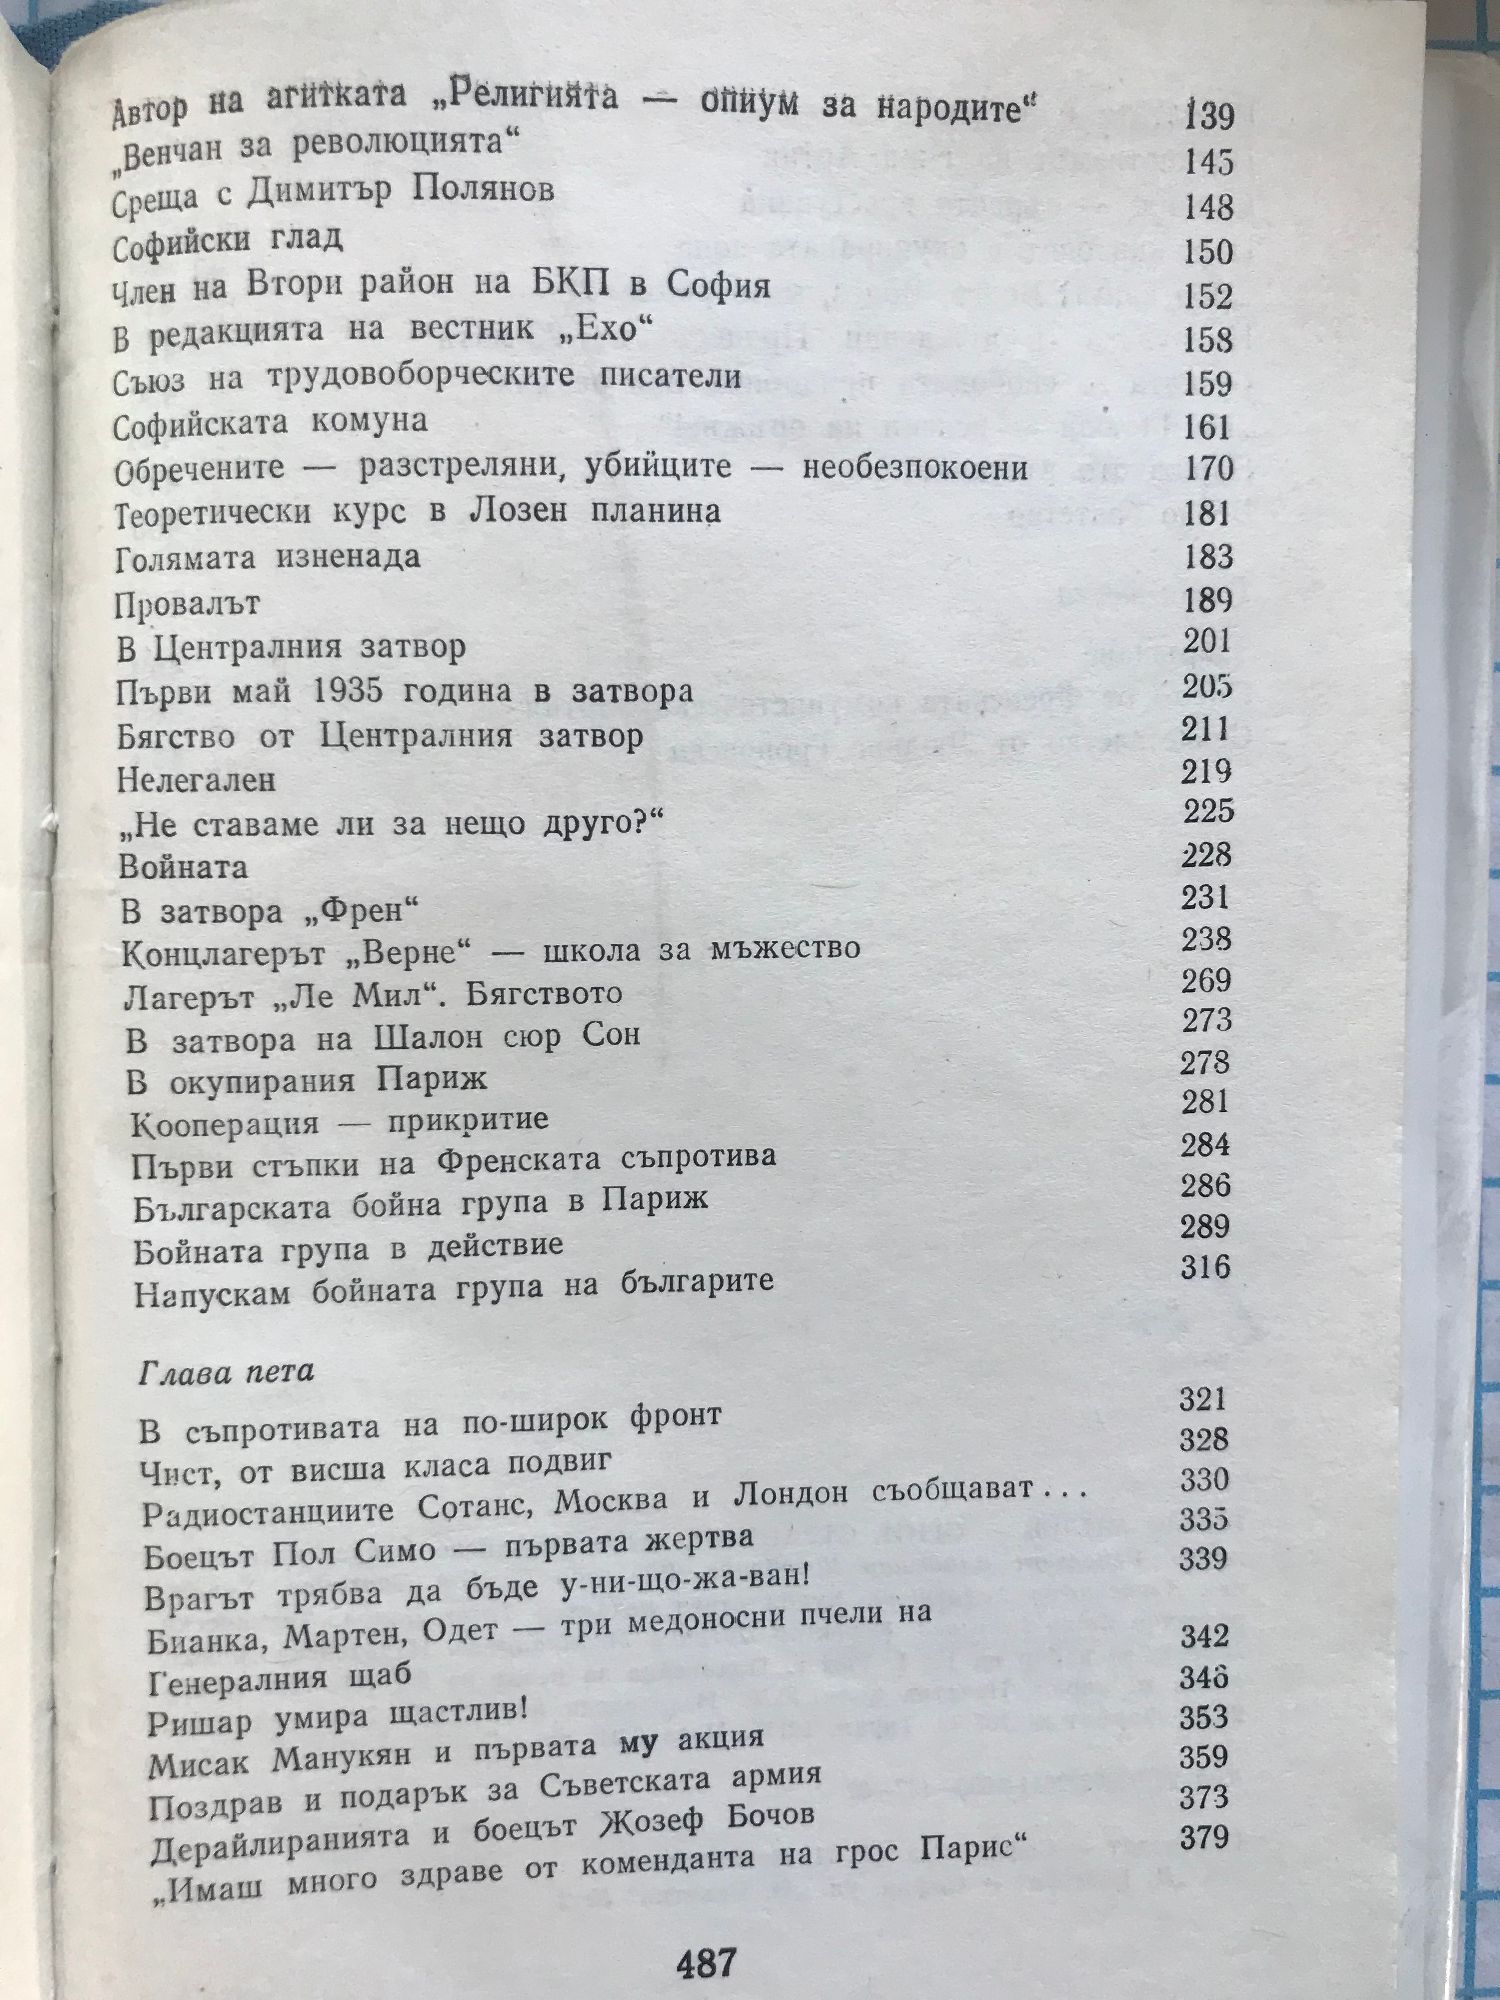 Автор на агитката „Религията — опиум за народите“ 139
„Венчан за революцията“ 145
Среща с Димитър Полянов 148
Софийски глад 150
Член на Втори район на БКП в София 152
В редакцията на вестник „Ехо“ 158
Съюз на трудовоборческите писатели 159
Софийската комуна 161
Обречените — разстреляни, убийците — необезпокоени 170
Теоретически курс в Лозен планина 181
Голямата изненада 183
Провалът 189
В Централния затвор 201
Първи май 1935 година в затвора 205
Бягство от Централния затвор 211
Нелегален 219
„Не ставаме ли за нещо друго?“ 225
Войната 228
В затвора „Френ“ 231
Концлагерът „Верне“ — школа за мъжество 238
Лагерът „Ле Мил“. Бягството 269
В затвора на Шалон сюр Сон 273
В окупирания Париж 278
Кооперация — прикритие 281
Първи стъпки на Френската съпротива 284
Българската бойна група в Париж 286
Бойната група в действие 289
Напускам бойната група на българите 316
Глава пета
В съпротивата на по-широк фронт 321
Чист, от висша класа подвиг 328
Радиостанциите Сотанс, Москва и Лондон съобщават... 330
Боецът Пол Симо — първата жертва 335
Врагът трябва да бъде у-ни-що-жа-ван! 339
Бианка, Мартен, Одет — три медоносни пчели на
Генералния щаб 342
Ришар умира щастлив! 346
Мисак Манукян и първата му акция 353
Поздрав и подарък за Съветската армия 359
Дерайлиранията и боецът Жозеф Бочов 373
„Имаш много здраве от коменданта на грос Парис“ 379
487